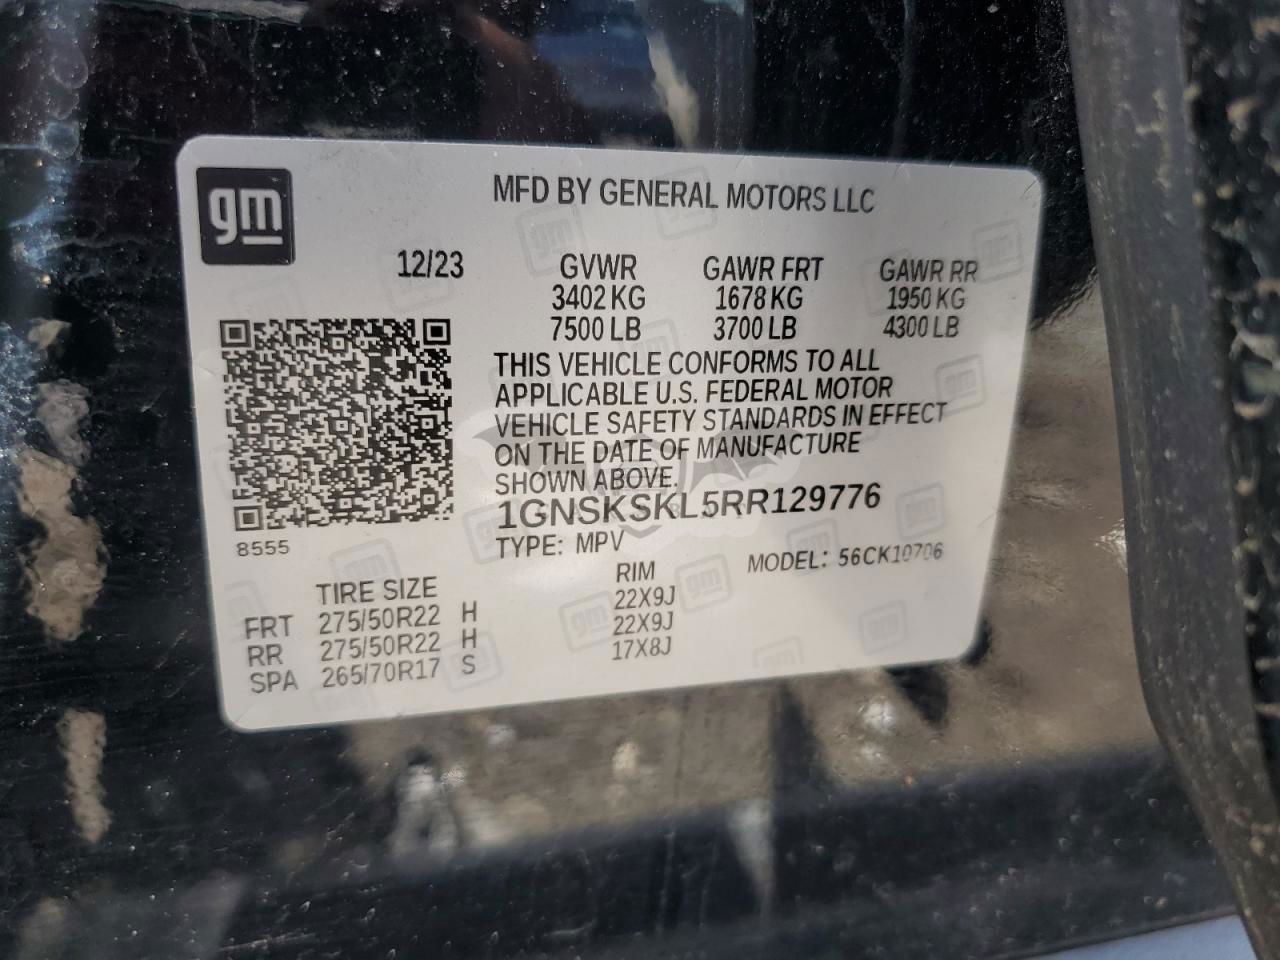 gm
MFD BY GENERAL MOTORS LLC
12/23 GVWR GAWR FRT GAWR RR
3402 KG 1678 KG 1950 KG
7500 LB 3700 LB 4300 LB
THIS VEHICLE CONFORMS TO ALL
APPLICABLE U.S. FEDERAL MOTOR
VEHICLE SAFETY STANDARDS IN EFFECT
ON THE DATE OF MANUFACTURE
SHOWN ABOVE.
1GNSKSKL5RR129776
8555
TYPE: MPV MODEL: 56CK10706
TIRE SIZE RIM
FRT 275/50R22 H 22X9J
RR 275/50R22 H 22X9J
SPA 265/70R17 S 17X8J